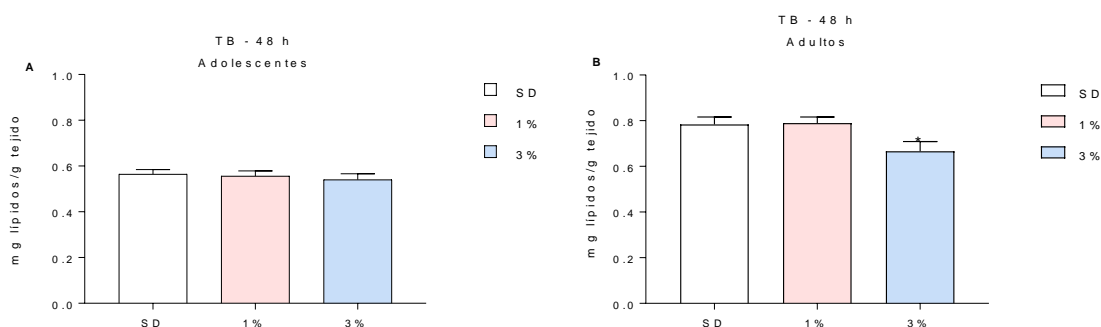 TB - 48 h
Adolescentes
A
1.0
0.8
0.6
0.4
0.2
0.0
mg lípidos/g tejido
SD
1%
3%
SD
1%
3%
TB - 48 h
Adultos
B
1.0
0.8
0.6
0.4
0.2
0.0
mg lípidos/g tejido
*
SD
1%
3%
SD
1%
3%